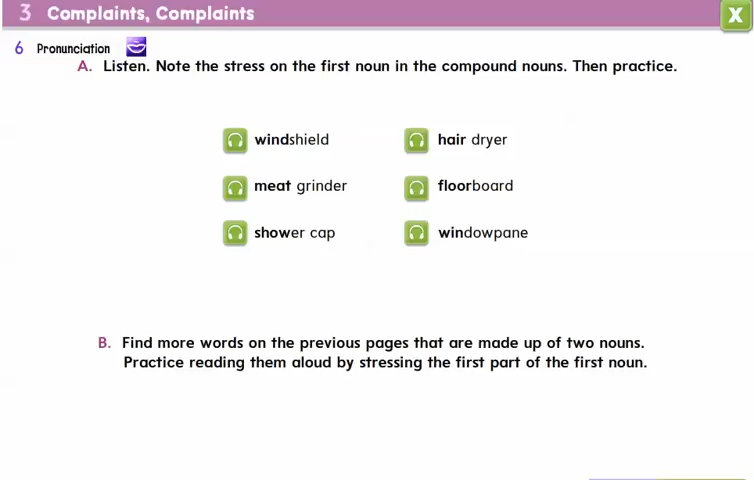 3 Complaints, Complaints
X
6 Pronunciation
A. Listen. Note the stress on the first noun in the compound nouns. Then practice.
windshield hair dryer
meat grinder floorboard
shower cap windowpane
B. Find more words on the previous pages that are made up of two nouns.
Practice reading them aloud by stressing the first part of the first noun.